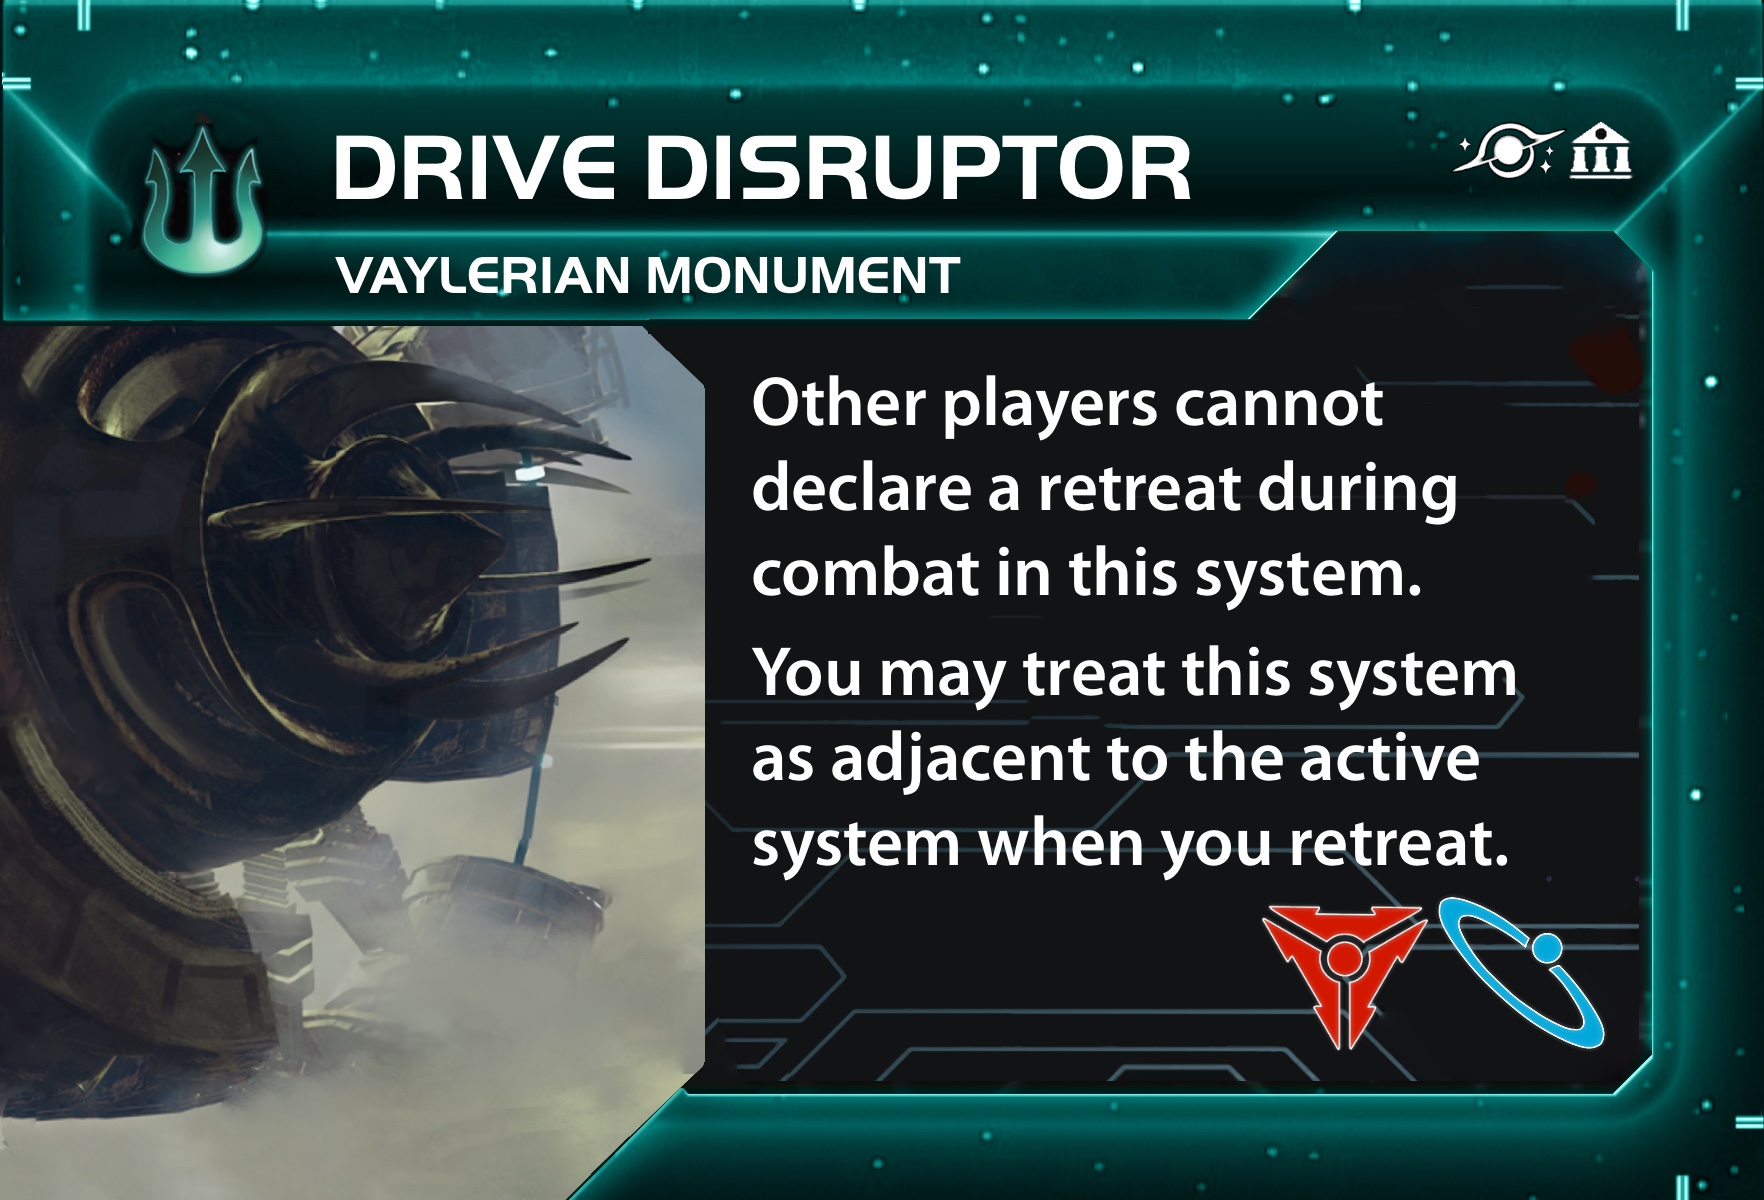 DRIVE DISRUPTOR
VAYLERIAN MONUMENT
Other players cannot
declare a retreat during
combat in this system.
You may treat this system
as adjacent to the active
system when you retreat.